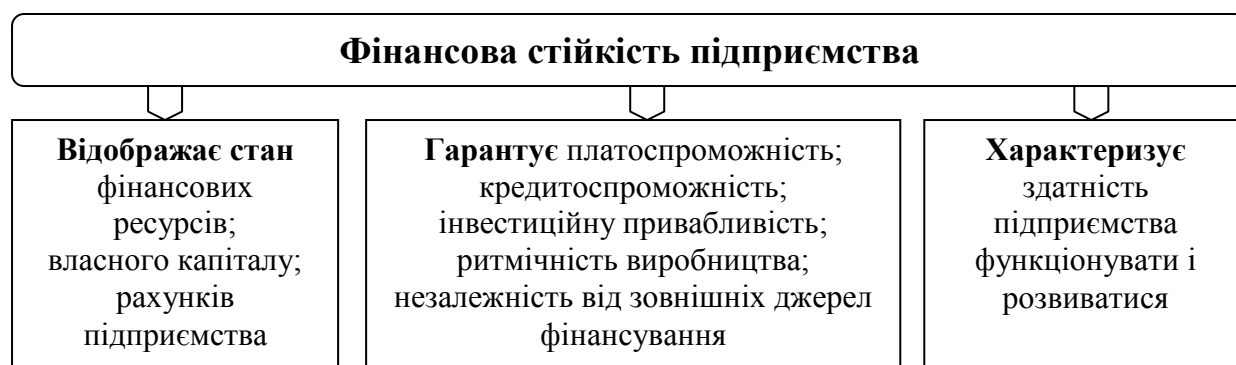 Фінансова стійкість підприємства
Відображає стан
фінансових
ресурсів;
власного капіталу;
рахунків
підприємства
Гарантує платоспроможність;
кредитоспроможність;
інвестиційну привабливість;
ритмічність виробництва;
незалежність від зовнішніх джерел
фінансування
Характеризує
здатність
підприємства
функціонувати і
розвиватися